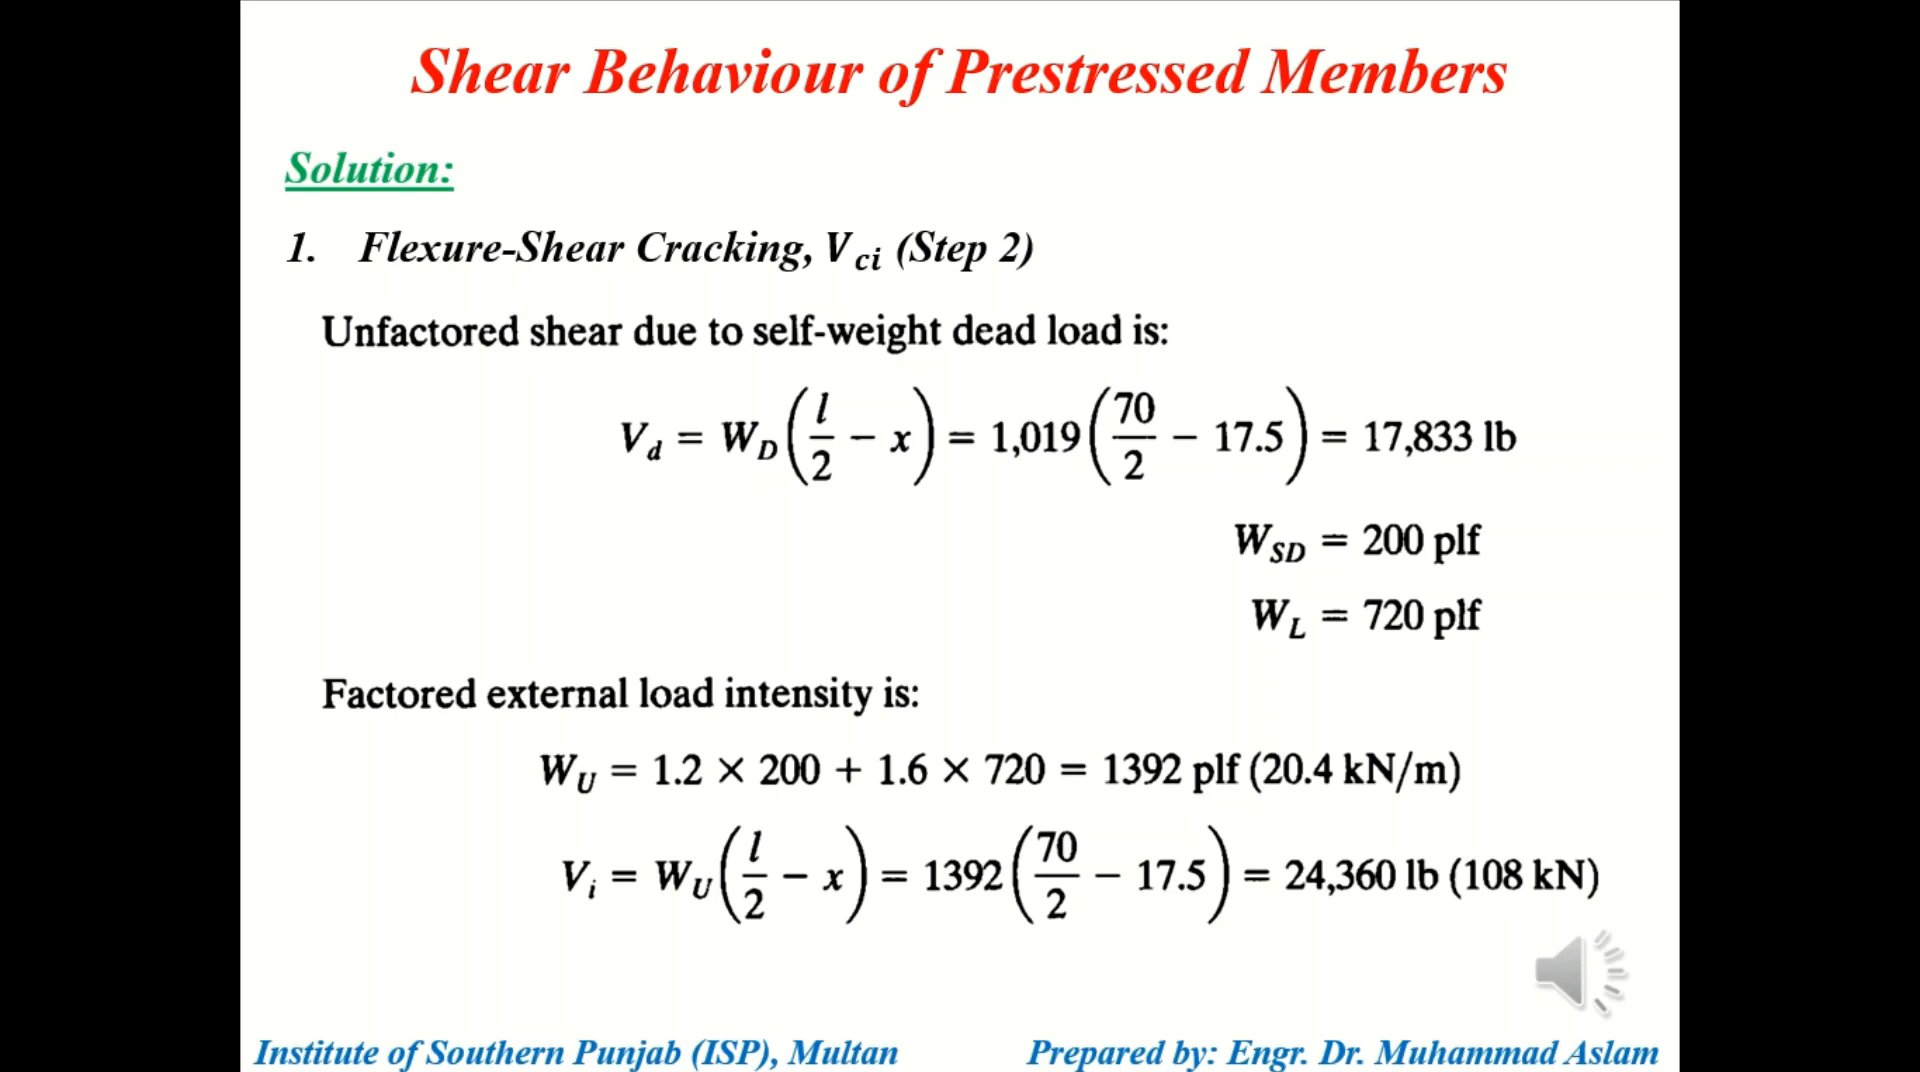 Shear Behaviour of Prestressed Members
Solution:
1. Flexure-Shear Cracking, V_ci (Step 2)
Unfactored shear due to self-weight dead load is:
V_d = W_D(l/2 − x) = 1,019(70/2 − 17.5) = 17,833 lb
W_SD = 200 plf
W_L = 720 plf
Factored external load intensity is:
W_U = 1.2 × 200 + 1.6 × 720 = 1392 plf (20.4 kN/m)
V_i = W_U(l/2 − x) = 1392(70/2 − 17.5) = 24,360 lb (108 kN)
Institute of Southern Punjab (ISP), Multan
Prepared by: Engr. Dr. Muhammad Aslam